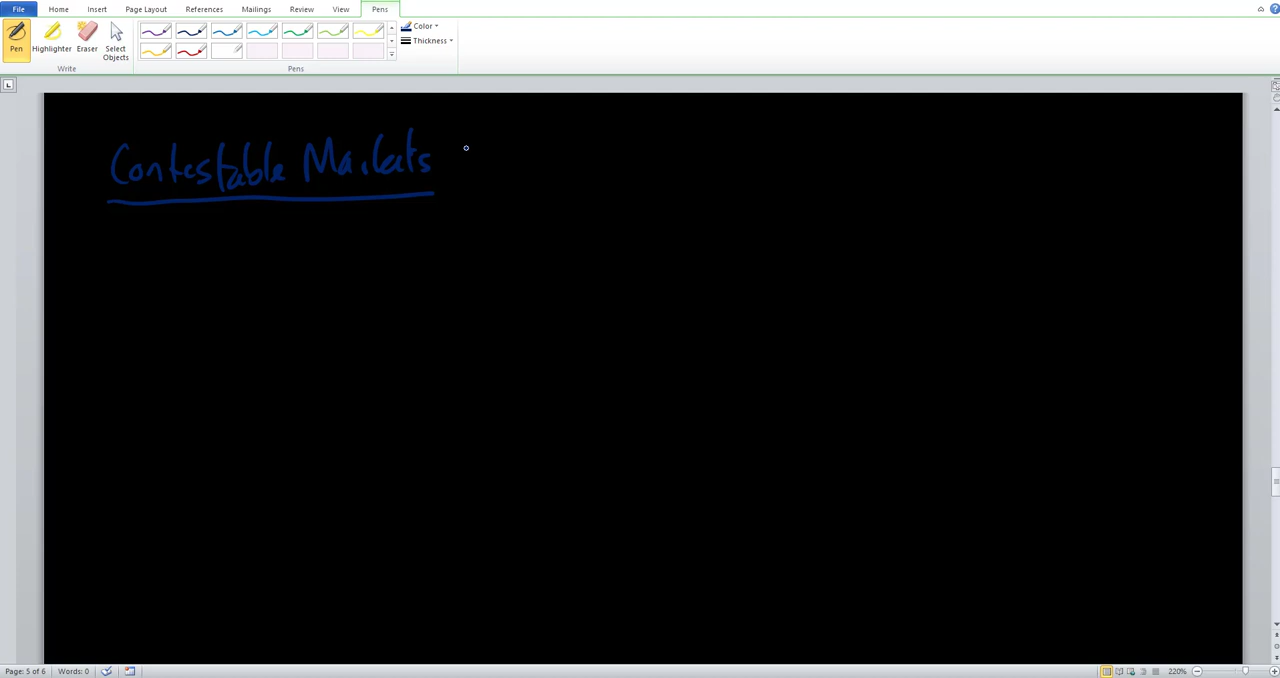 File Home Insert Page Layout References Mailings Review View Pens
Pen Highlighter Eraser Select Objects Color Thickness
Write Pens
Contestable Markets
Page: 5 of 6 Words: 0 220%